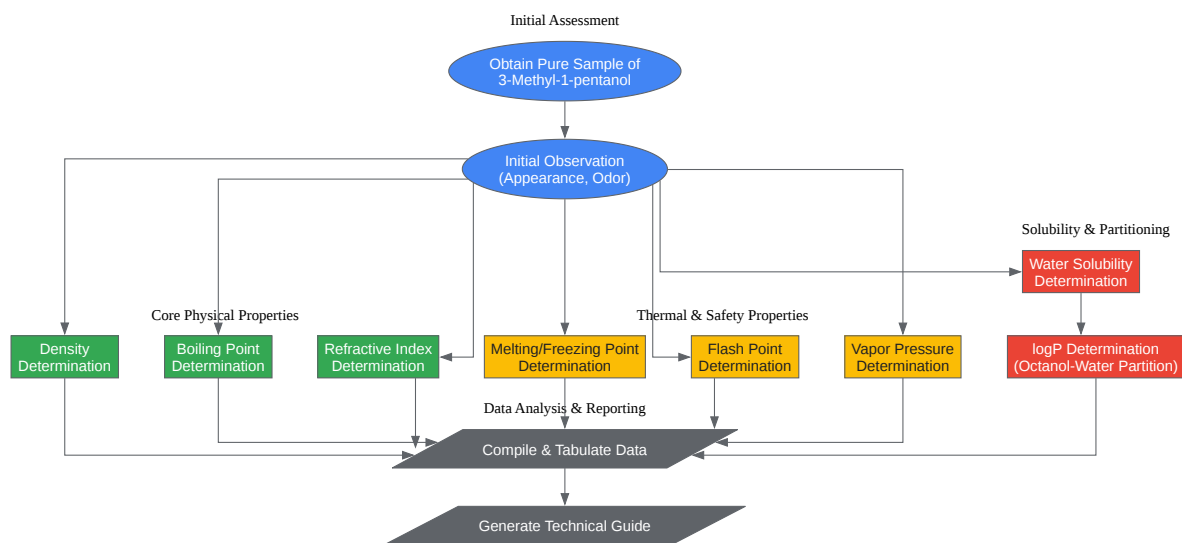 Initial Assessment
Obtain Pure Sample of
3-Methyl-1-pentanol
Initial Observation
(Appearance, Odor)
Solubility & Partitioning
Water Solubility
Determination
Core Physical Properties
Thermal & Safety Properties
Density
Determination
Boiling Point
Determination
Refractive Index
Determination
Melting/Freezing Point
Determination
Flash Point
Determination
Vapor Pressure
Determination
logP Determination
(Octanol-Water Partition)
Data Analysis & Reporting
Compile & Tabulate Data
Generate Technical Guide